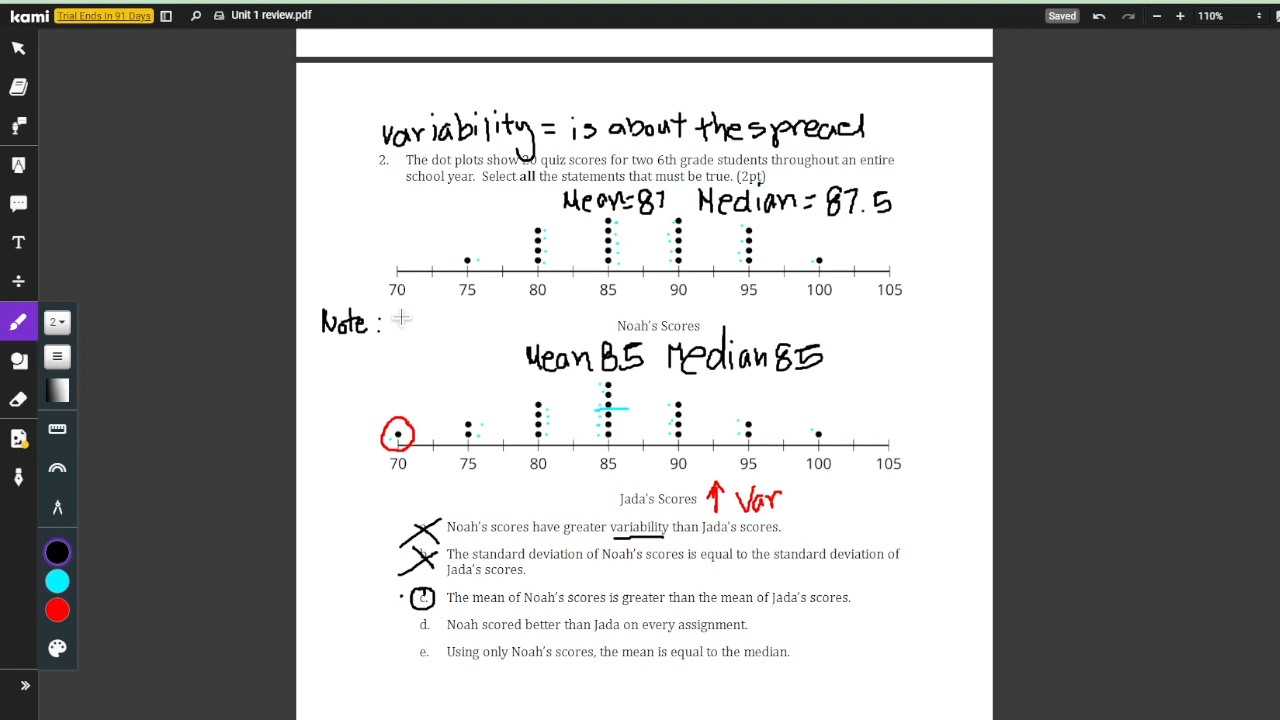 kami
Trial Ends In 91 Days
Unit 1 review.pdf
Saved
110%
variability = is about the spread
2. The dot plots show 20 quiz scores for two 6th grade students throughout an entire
school year. Select all the statements that must be true. (2pt)
Mean=87 Median = 87.5
70 75 80 85 90 95 100 105
Noah's Scores
Note :
Mean 85 Median 85
70 75 80 85 90 95 100 105
Jada's Scores
↑ Var
Noah's scores have greater variability than Jada's scores.
b. The standard deviation of Noah's scores is equal to the standard deviation of
Jada's scores.
c. The mean of Noah's scores is greater than the mean of Jada's scores.
d. Noah scored better than Jada on every assignment.
e. Using only Noah's scores, the mean is equal to the median.
T
2